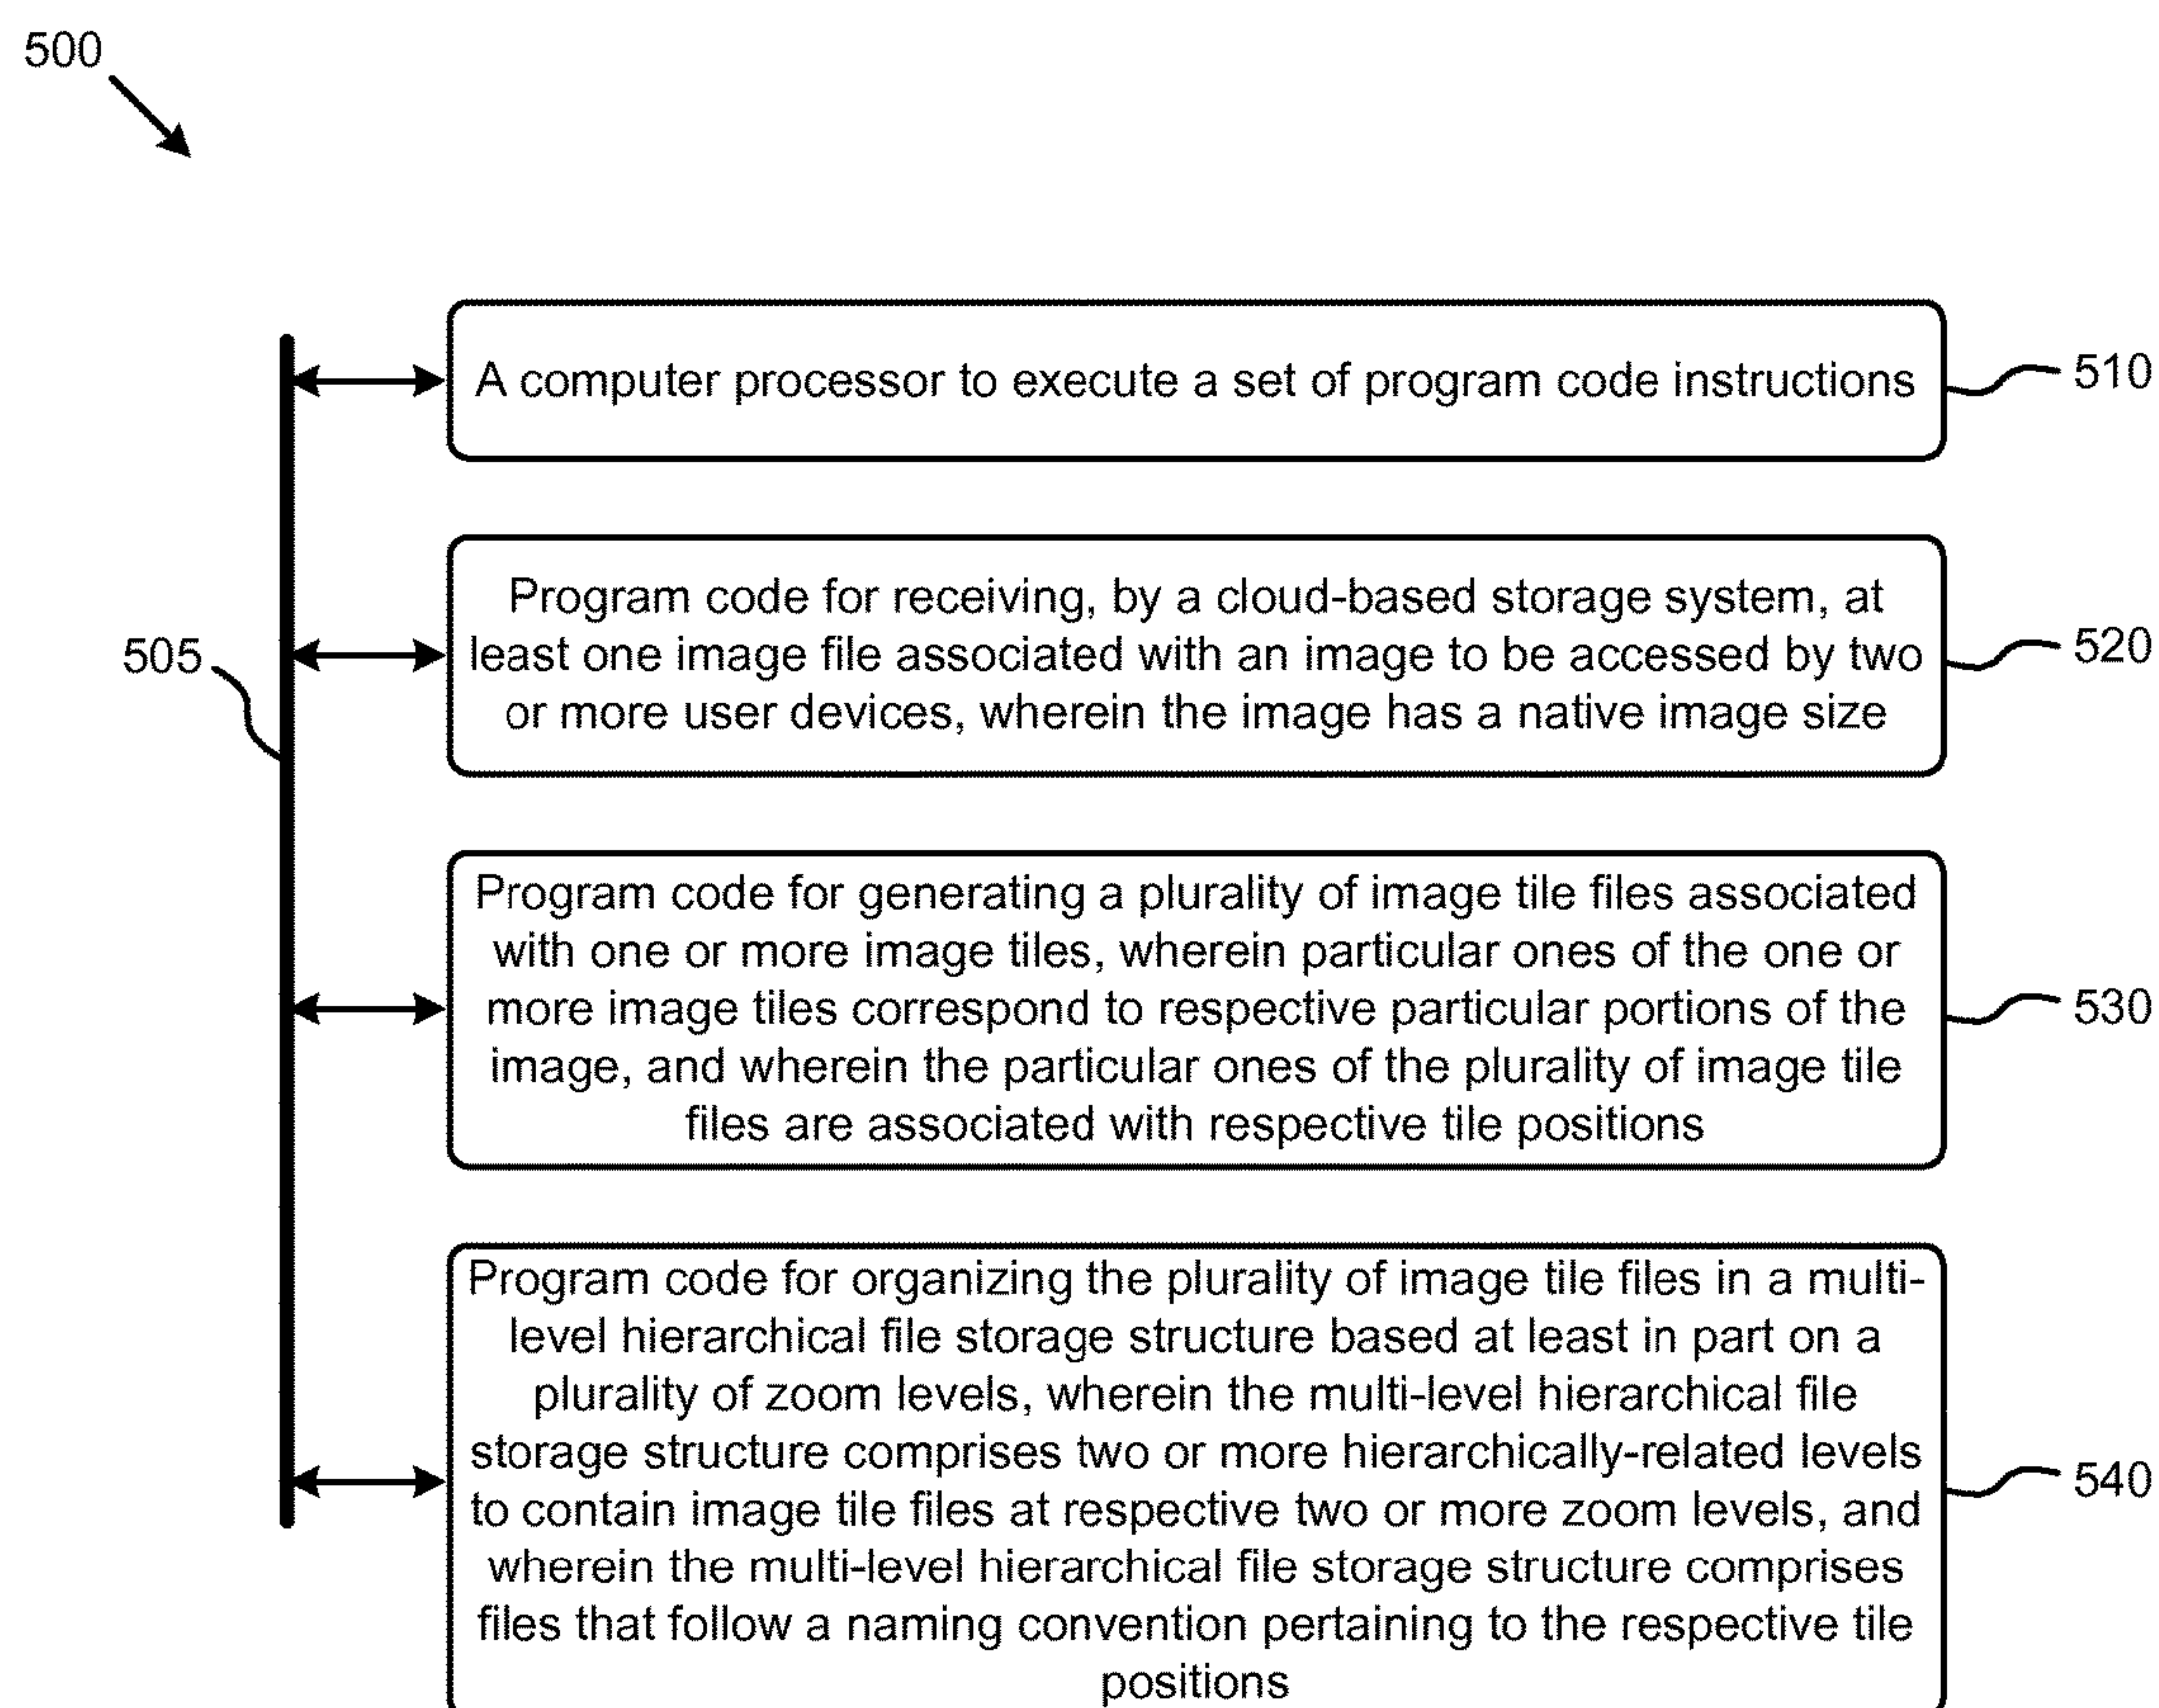 500
A computer processor to execute a set of program code instructions
510
Program code for receiving, by a cloud-based storage system, at
least one image file associated with an image to be accessed by two
or more user devices, wherein the image has a native image size
520
505
Program code for generating a plurality of image tile files associated
with one or more image tiles, wherein particular ones of the one or
more image tiles correspond to respective particular portions of the
image, and wherein the particular ones of the plurality of image tile
files are associated with respective tile positions
530
Program code for organizing the plurality of image tile files in a multi-
level hierarchical file storage structure based at least in part on a
plurality of zoom levels, wherein the multi-level hierarchical file
storage structure comprises two or more hierarchically-related levels
to contain image tile files at respective two or more zoom levels, and
wherein the multi-level hierarchical file storage structure comprises
files that follow a naming convention pertaining to the respective tile
positions
540